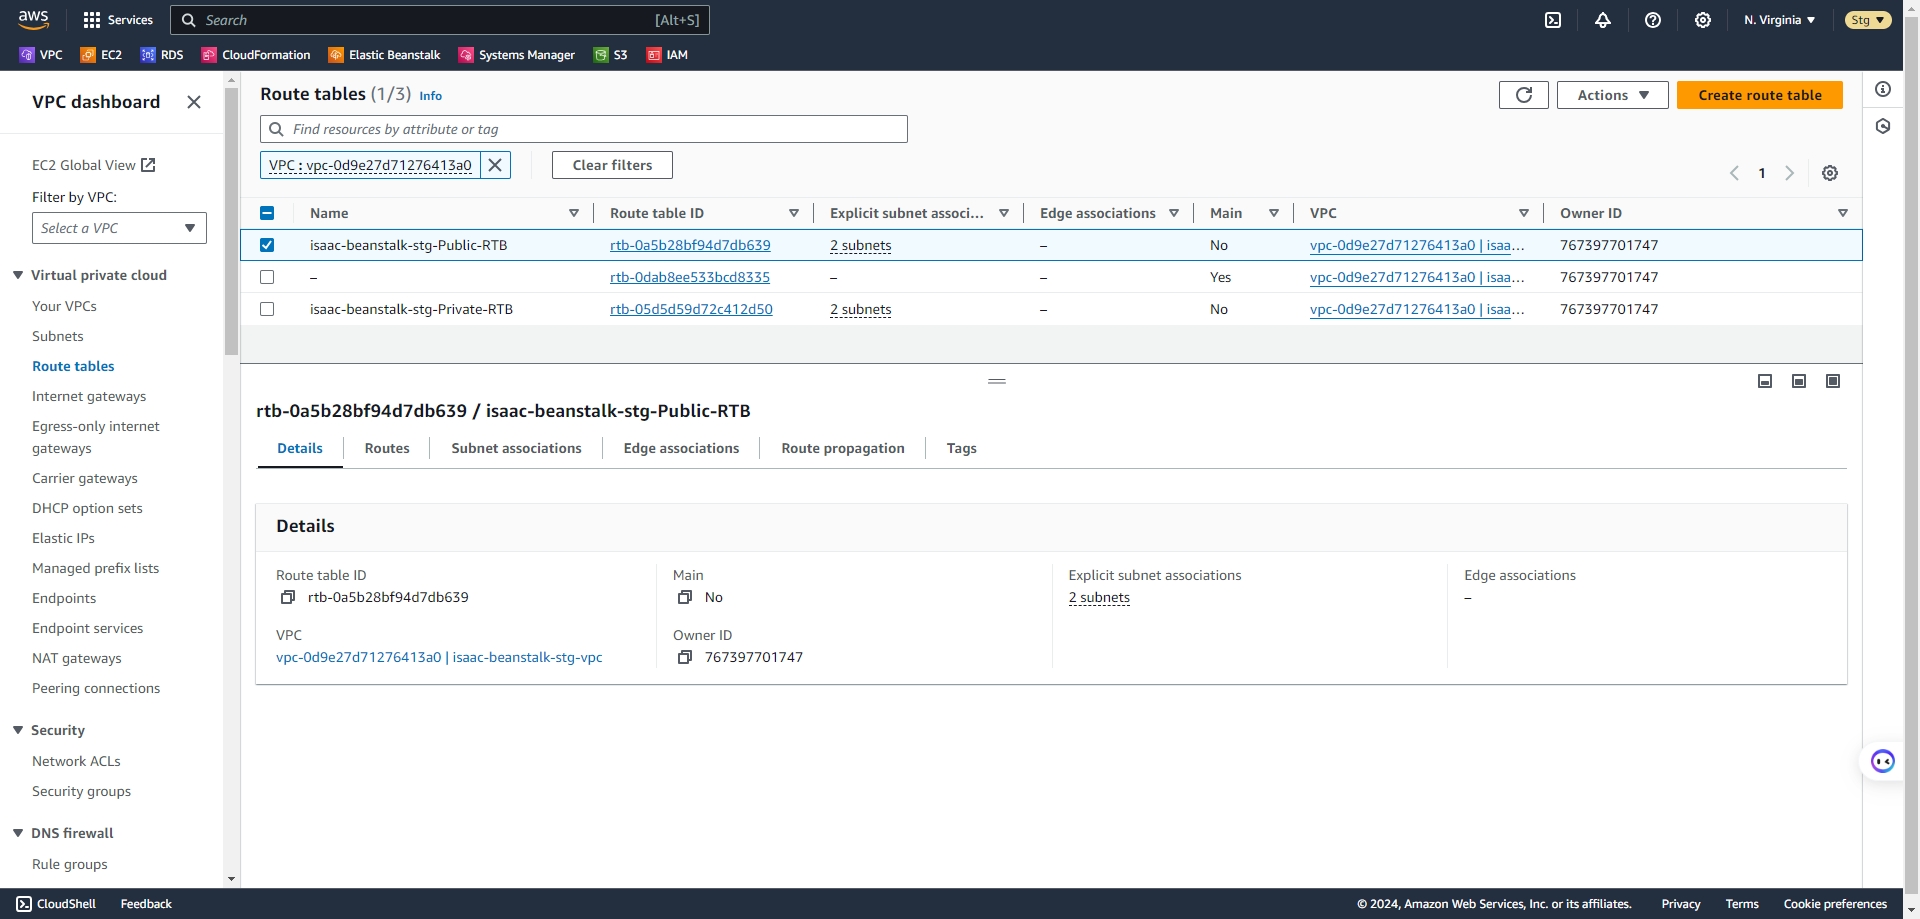 aws
Services
Search
[Alt+S]
N. Virginia
Stg
VPC
EC2
RDS
CloudFormation
Elastic Beanstalk
Systems Manager
S3
IAM
VPC dashboard
EC2 Global View
Filter by VPC:
Select a VPC
Virtual private cloud
Your VPCs
Subnets
Route tables
Internet gateways
Egress-only internet
gateways
Carrier gateways
DHCP option sets
Elastic IPs
Managed prefix lists
Endpoints
Endpoint services
NAT gateways
Peering connections
Security
Network ACLs
Security groups
DNS firewall
Rule groups
Route tables (1/3) Info
Actions
Create route table
Find resources by attribute or tag
VPC : vpc-0d9e27d71276413a0
Clear filters
1
Name Route table ID Explicit subnet associ... Edge associations Main VPC Owner ID
isaac-beanstalk-stg-Public-RTB rtb-0a5b28bf94d7db639 2 subnets – No vpc-0d9e27d71276413a0 | isaa... 767397701747
– rtb-0dab8ee533bcd8335 – – Yes vpc-0d9e27d71276413a0 | isaa... 767397701747
isaac-beanstalk-stg-Private-RTB rtb-05d5d59d72c412d50 2 subnets – No vpc-0d9e27d71276413a0 | isaa... 767397701747
rtb-0a5b28bf94d7db639 / isaac-beanstalk-stg-Public-RTB
Details Routes Subnet associations Edge associations Route propagation Tags
Details
Route table ID
rtb-0a5b28bf94d7db639
VPC
vpc-0d9e27d71276413a0 | isaac-beanstalk-stg-vpc
Main
No
Owner ID
767397701747
Explicit subnet associations
2 subnets
Edge associations
–
CloudShell
Feedback
© 2024, Amazon Web Services, Inc. or its affiliates.
Privacy
Terms
Cookie preferences